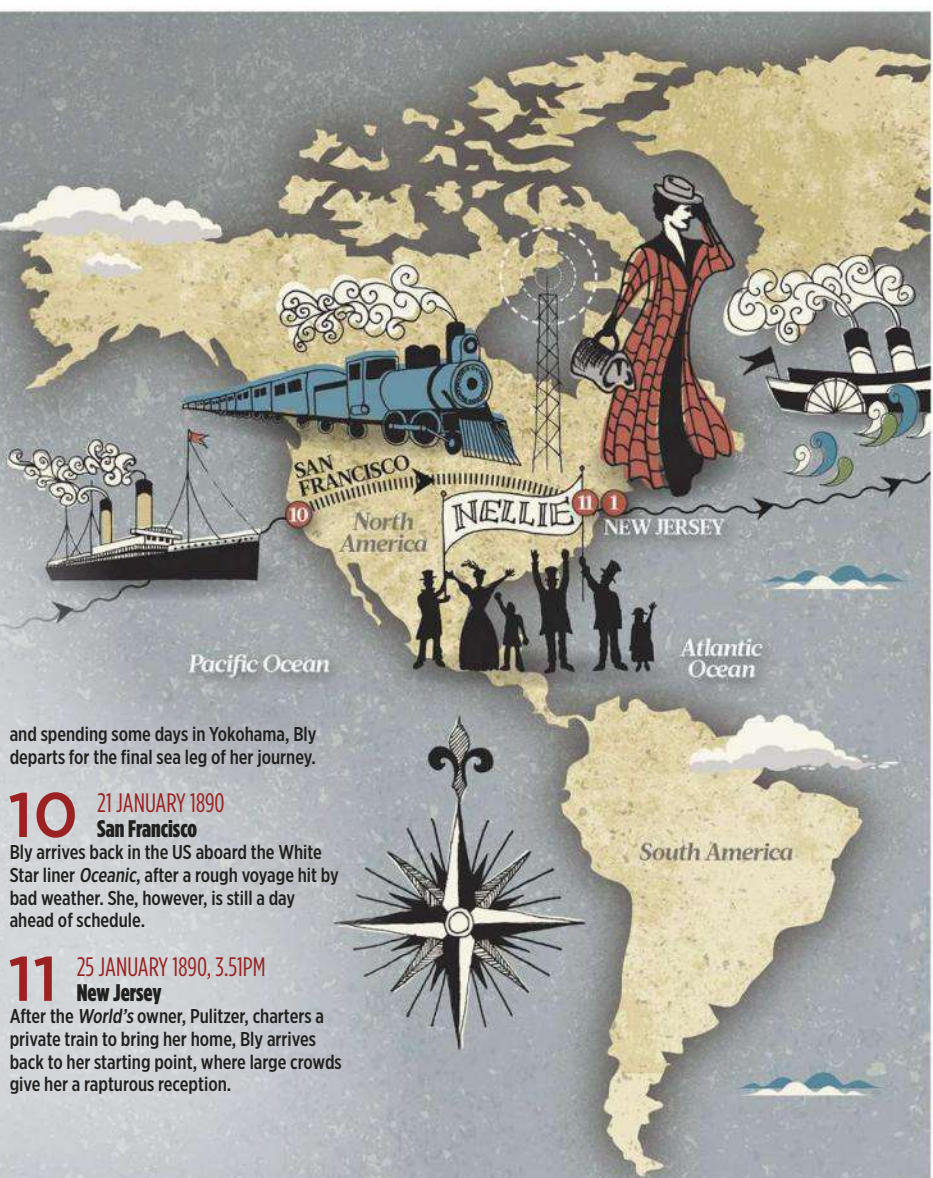 SAN
FRANCISCO
10
North
America
NELLIE
11
1
NEW JERSEY
Pacific Ocean
Atlantic
Ocean
South America
and spending some days in Yokohama, Bly
departs for the final sea leg of her journey.
10 21 JANUARY 1890
San Francisco
Bly arrives back in the US aboard the White
Star liner Oceanic, after a rough voyage hit by
bad weather. She, however, is still a day
ahead of schedule.
11 25 JANUARY 1890, 3.51PM
New Jersey
After the World's owner, Pulitzer, charters a
private train to bring her home, Bly arrives
back to her starting point, where large crowds
give her a rapturous reception.